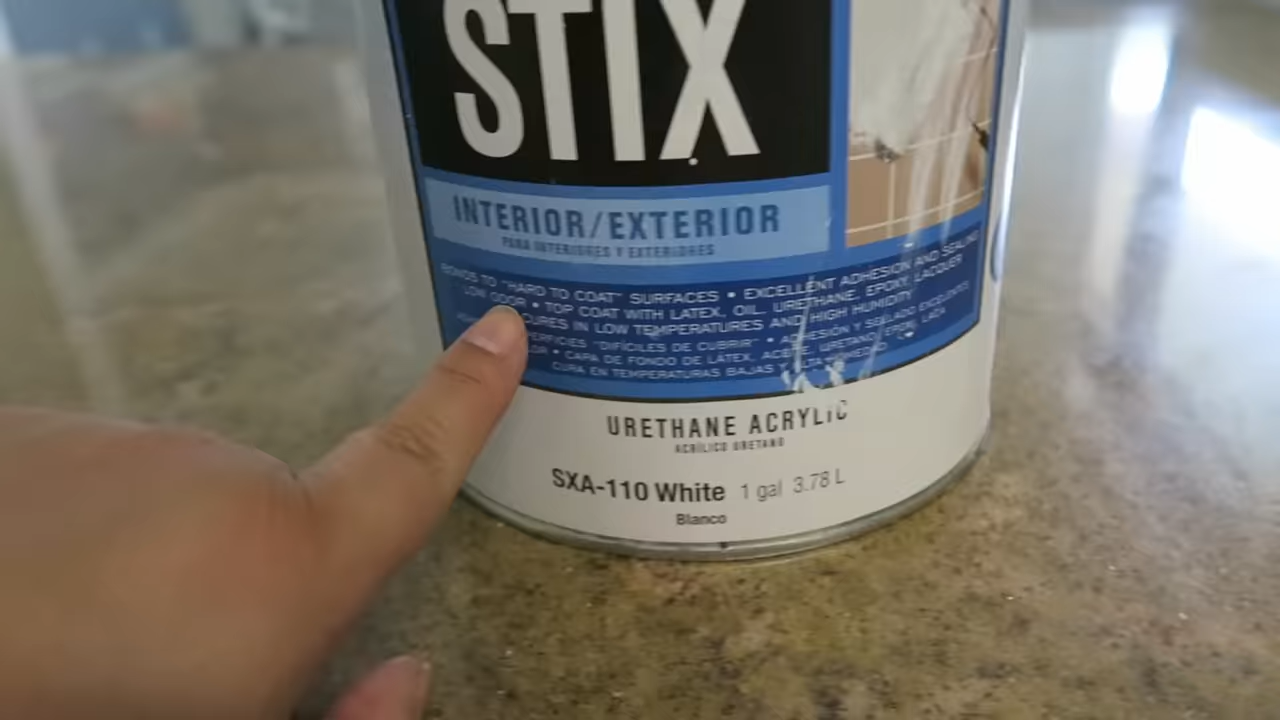 STIX
INTERIOR/EXTERIOR
PARA INTERIORES Y EXTERIORES
BONDS TO "HARD TO COAT" SURFACES • EXCELLENT ADHESION AND SEALING
LOW ODOR • TOP COAT WITH LATEX, OIL, URETHANE, EPOXY, LACQUER
CURES IN LOW TEMPERATURES AND HIGH HUMIDITY
"DIFÍCILES DE CUBRIR" • ADHESIÓN Y SELLADO EXCELENTES
• CAPA DE FONDO DE LÁTEX, ACEITE, URETANO, EPOXI, LACA
CURA EN TEMPERATURAS BAJAS Y
URETHANE ACRYLIC
ACRÍLICO URETANO
SXA-110 White 1 gal 3.78 L
Blanco